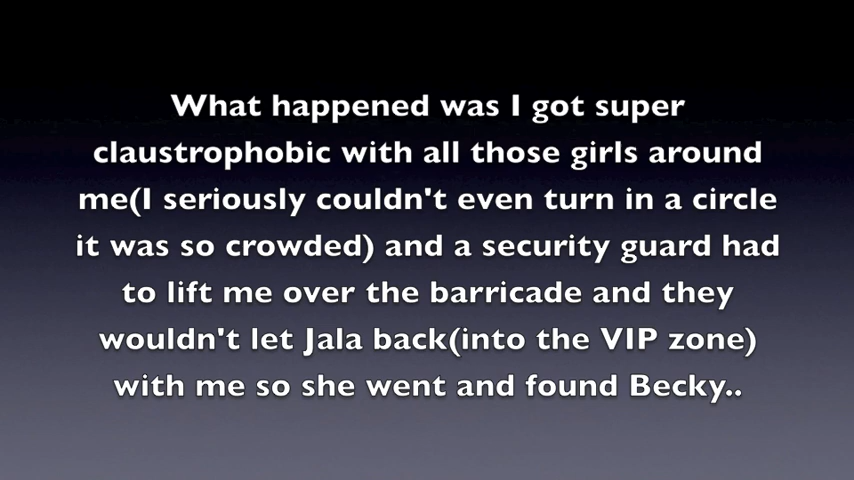 What happened was I got super
claustrophobic with all those girls around
me(I seriously couldn't even turn in a circle
it was so crowded) and a security guard had
to lift me over the barricade and they
wouldn't let Jala back(into the VIP zone)
with me so she went and found Becky..